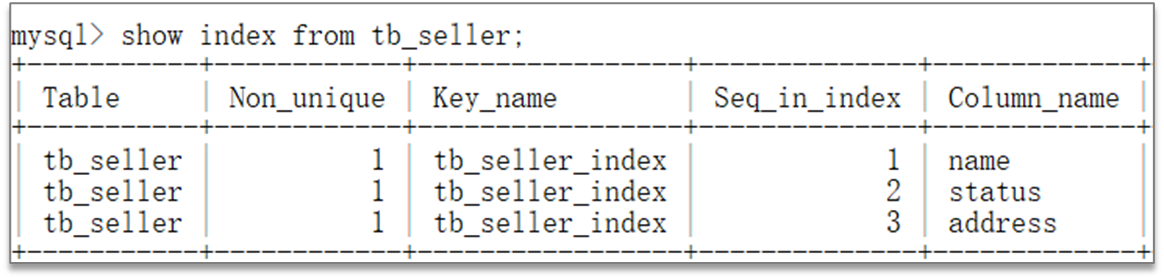 mysql> show index from tb_seller;
+-----------+------------+-----------------+--------------+-------------+
| Table     | Non_unique | Key_name        | Seq_in_index | Column_name |
+-----------+------------+-----------------+--------------+-------------+
| tb_seller |          1 | tb_seller_index |            1 | name        |
| tb_seller |          1 | tb_seller_index |            2 | status      |
| tb_seller |          1 | tb_seller_index |            3 | address     |
+-----------+------------+-----------------+--------------+-------------+